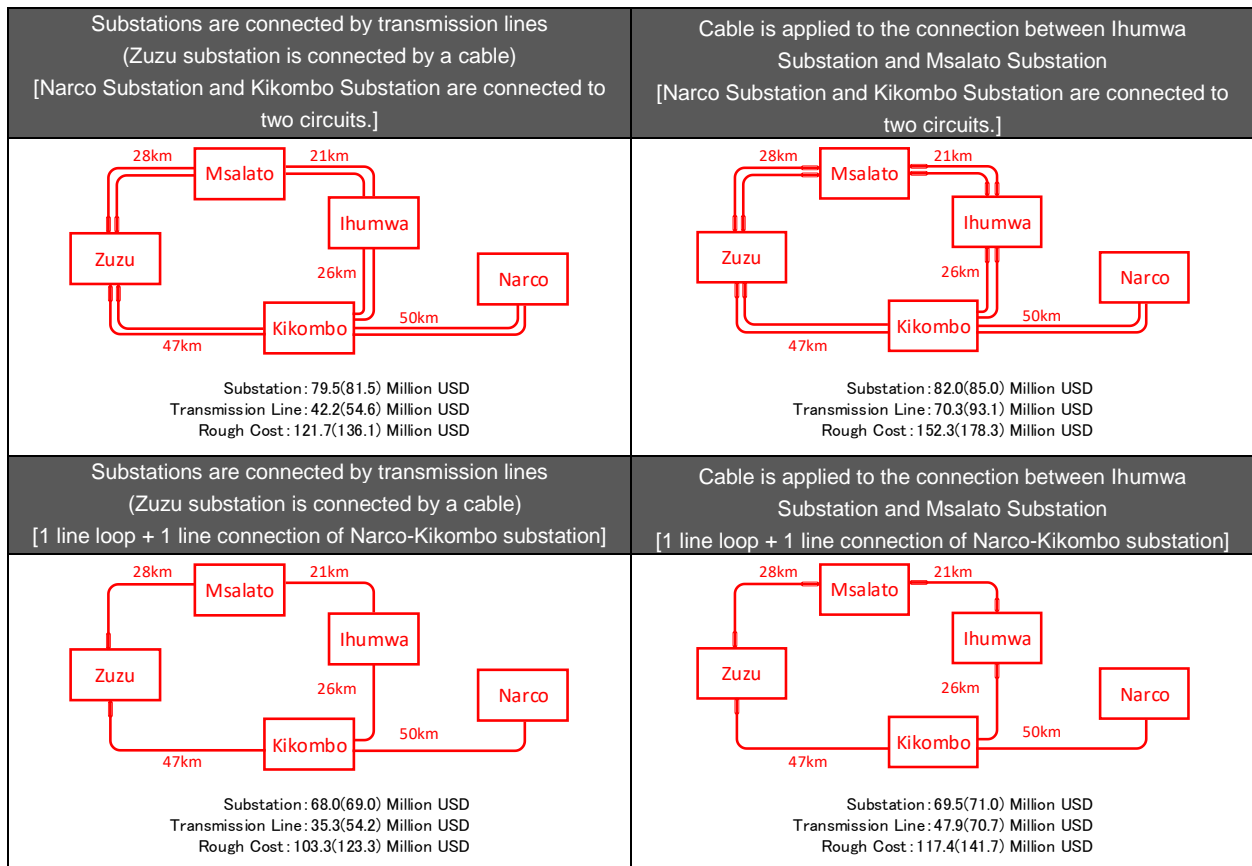 Substations are connected by transmission lines
(Zuzu substation is connected by a cable)
[Narco Substation and Kikombo Substation are connected to
two circuits.]
Cable is applied to the connection between Ihumwa
Substation and Msalato Substation
[Narco Substation and Kikombo Substation are connected to
two circuits.]
28km
21km
Msalato
Ihumwa
Zuzu
26km
Narco
Kikombo
50km
47km
Substation:79.5(81.5) Million USD
Transmission Line:42.2(54.6) Million USD
Rough Cost:121.7(136.1) Million USD
28km
21km
Msalato
Ihumwa
Zuzu
26km
Narco
Kikombo
50km
47km
Substation:82.0(85.0) Million USD
Transmission Line:70.3(93.1) Million USD
Rough Cost:152.3(178.3) Million USD
Substations are connected by transmission lines
(Zuzu substation is connected by a cable)
[1 line loop + 1 line connection of Narco-Kikombo substation]
Cable is applied to the connection between Ihumwa
Substation and Msalato Substation
[1 line loop + 1 line connection of Narco-Kikombo substation]
28km
21km
Msalato
Ihumwa
Zuzu
26km
Narco
Kikombo
50km
47km
Substation:68.0(69.0) Million USD
Transmission Line:35.3(54.2) Million USD
Rough Cost:103.3(123.3) Million USD
28km
21km
Msalato
Ihumwa
Zuzu
26km
Narco
Kikombo
50km
47km
Substation:69.5(71.0) Million USD
Transmission Line:47.9(70.7) Million USD
Rough Cost:117.4(141.7) Million USD